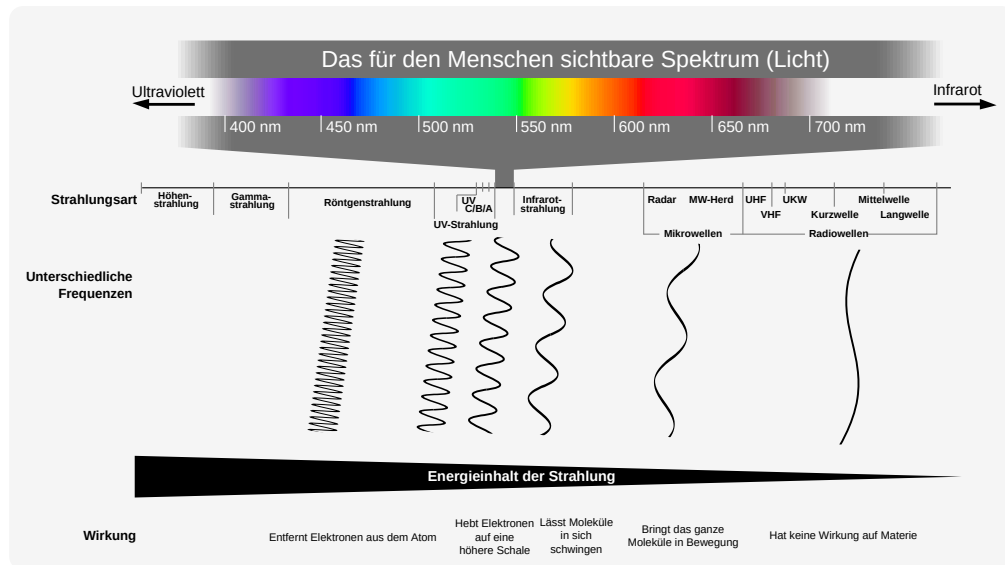 Das für den Menschen sichtbare Spektrum (Licht)
Ultraviolett
Infrarot
400 nm
450 nm
500 nm
550 nm
600 nm
650 nm
700 nm
Strahlungsart
Höhen-
strahlung
Gamma-
strahlung
Röntgenstrahlung
UV
C/B/A
UV-Strahlung
Infrarot-
strahlung
Radar
MW-Herd
Mikrowellen
UHF
VHF
UKW
Kurzwelle
Mittelwelle
Langwelle
Radiowellen
Unterschiedliche
Frequenzen
Energieinhalt der Strahlung
Wirkung
Entfernt Elektronen aus dem Atom
Hebt Elektronen
auf eine
höhere Schale
Lässt Moleküle
in sich
schwingen
Bringt das ganze
Moleküle in Bewegung
Hat keine Wirkung auf Materie